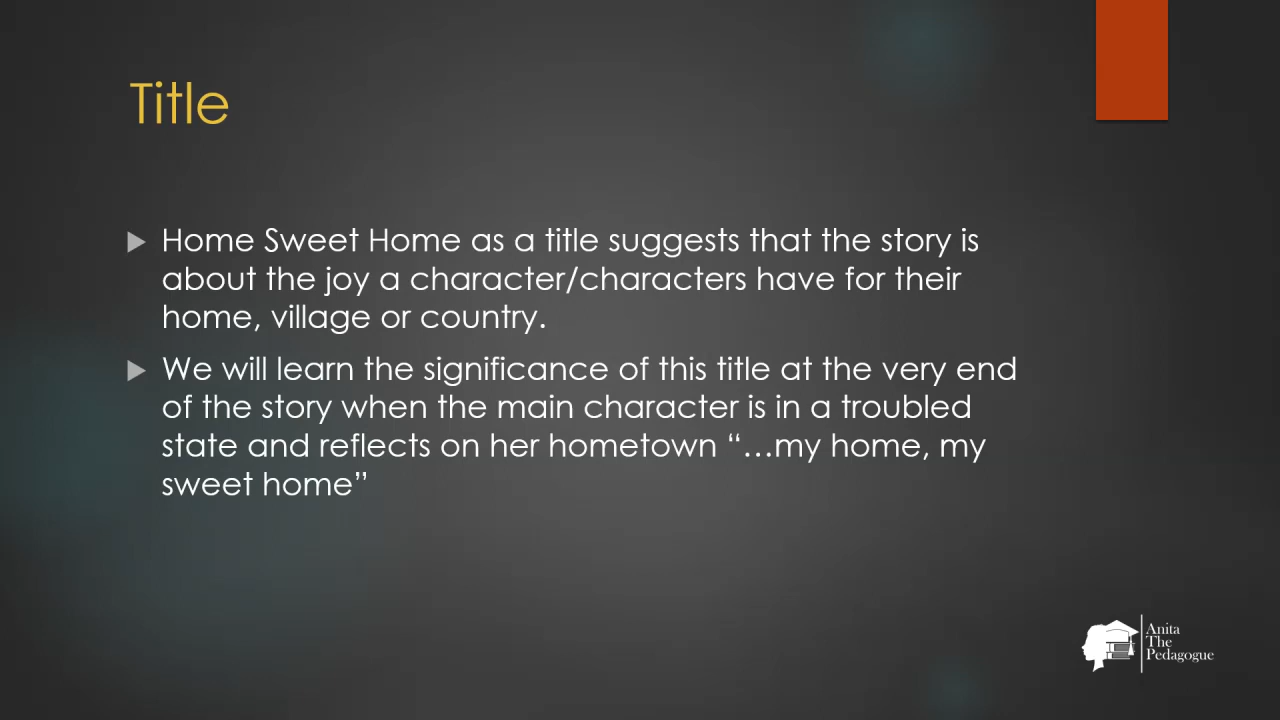 Title
Home Sweet Home as a title suggests that the story is
about the joy a character/characters have for their
home, village or country.
We will learn the significance of this title at the very end
of the story when the main character is in a troubled
state and reflects on her hometown “…my home, my
sweet home”
Anita
The
Pedagogue